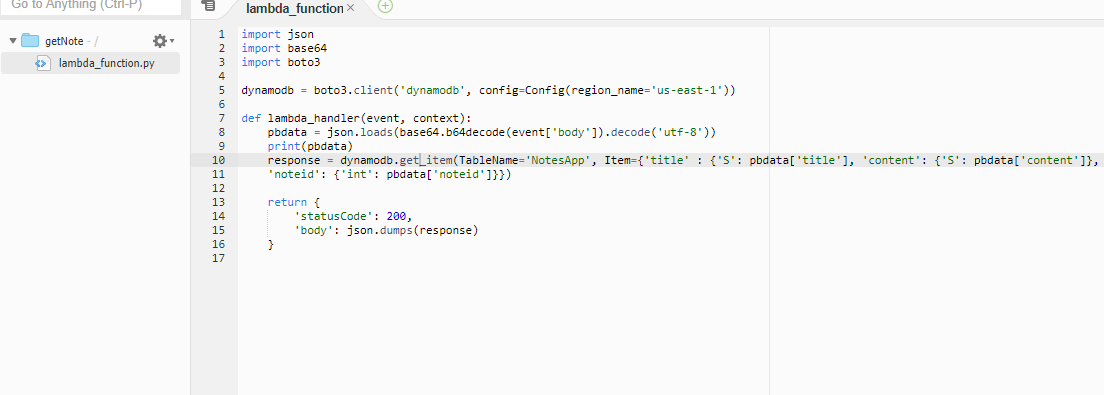 Go to Anything (Ctrl-P)
lambda_function ×
getNote - /
lambda_function.py
1 import json
2 import base64
3 import boto3
4
5 dynamodb = boto3.client('dynamodb', config=Config(region_name='us-east-1'))
6
7 def lambda_handler(event, context):
8     pbdata = json.loads(base64.b64decode(event['body']).decode('utf-8'))
9     print(pbdata)
10     response = dynamodb.get_item(TableName='NotesApp', Item={'title' : {'S': pbdata['title'], 'content': {'S': pbdata['content']},
11     'noteid': {'int': pbdata['noteid']}}})
12
13     return {
14         'statusCode': 200,
15         'body': json.dumps(response)
16     }
17